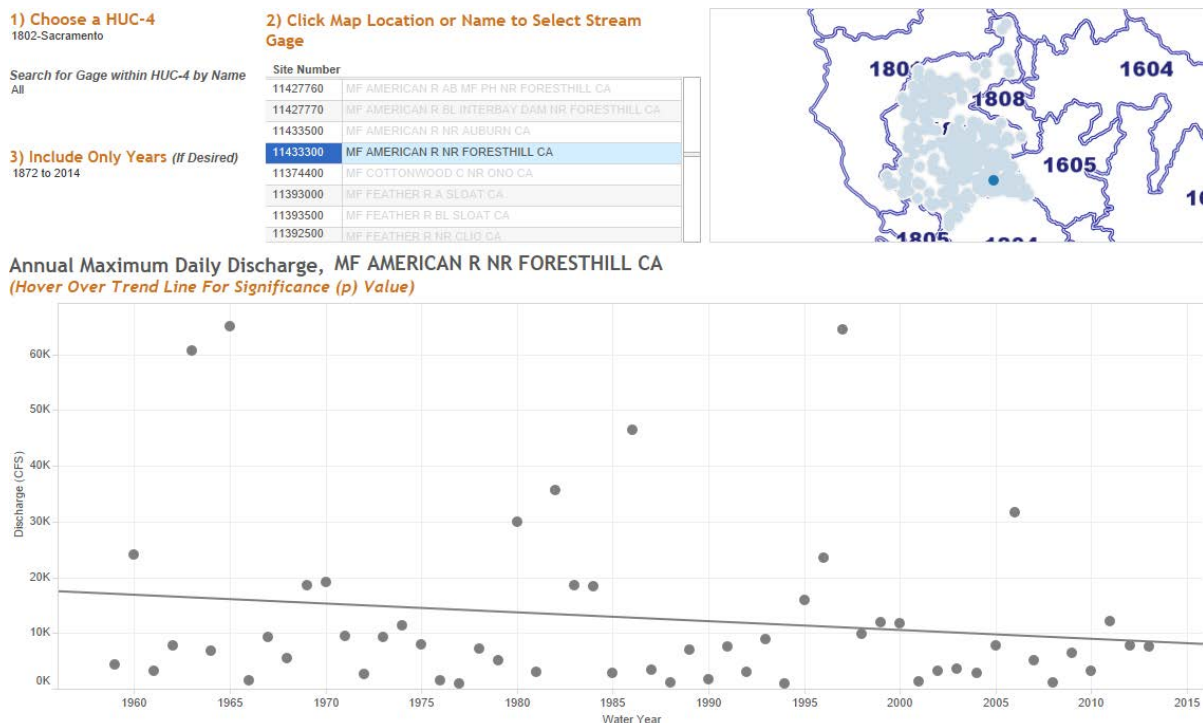 1) Choose a HUC-4
1802-Sacramento
Search for Gage within HUC-4 by Name
All
3) Include Only Years (If Desired)
1872 to 2014
2) Click Map Location or Name to Select Stream
Gage
Site Number
11427760 MF AMERICAN R AB MF PH NR FORESTHILL CA
11427770 MF AMERICAN R BL INTERBAY DAM NR FORESTHILL CA
11433500 MF AMERICAN R NR AUBURN CA
11433300 MF AMERICAN R NR FORESTHILL CA
11374400 MF COTTONWOOD C NR ONO CA
11393000 MF FEATHER R A SLOAT CA
11393500 MF FEATHER R BL SLOAT CA
11392500 MF FEATHER R NR CLIO CA
1604
1808
1605
1805
Annual Maximum Daily Discharge, MF AMERICAN R NR FORESTHILL CA
(Hover Over Trend Line For Significance (p) Value)
Discharge (CFS)
60K
50K
40K
30K
20K
10K
0K
1960 1965 1970 1975 1980 1985 1990 1995 2000 2005 2010 2015
Water Year